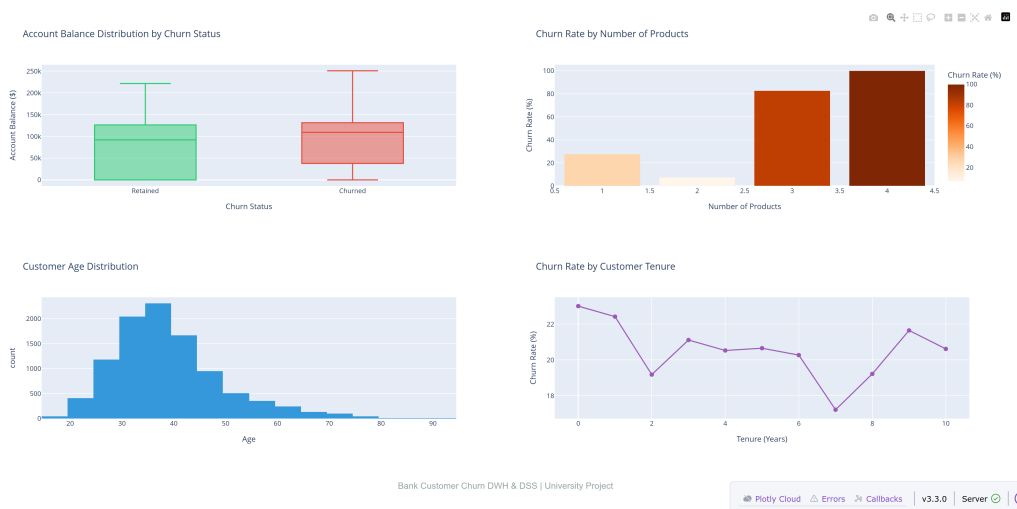 Account Balance Distribution by Churn Status
Account Balance ($)
250k
200k
150k
100k
50k
0
Retained
Churned
Churn Status
Churn Rate by Number of Products
Churn Rate (%)
100
80
60
40
20
0
0.5
1
1.5
2
2.5
3
3.5
4
4.5
Number of Products
Churn Rate (%)
100
80
60
40
20
Customer Age Distribution
count
2000
1500
1000
500
0
20
30
40
50
60
70
80
90
Age
Churn Rate by Customer Tenure
Churn Rate (%)
22
20
18
0
2
4
6
8
10
Tenure (Years)
Bank Customer Churn DWH & DSS | University Project
Plotly Cloud
Errors
Callbacks
v3.3.0
Server